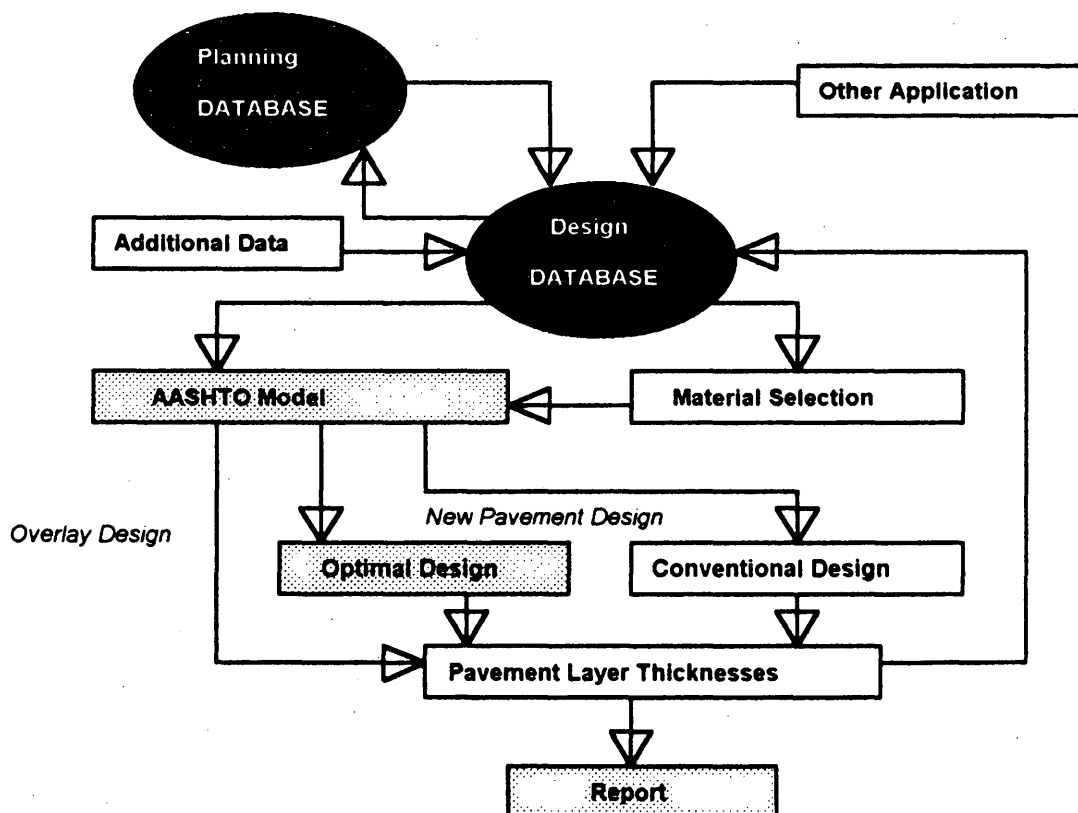 Planning
DATABASE
Other Application
Additional Data
Design
DATABASE
AASHTO Model
Material Selection
Overlay Design
New Pavement Design
Optimal Design
Conventional Design
Pavement Layer Thicknesses
Report